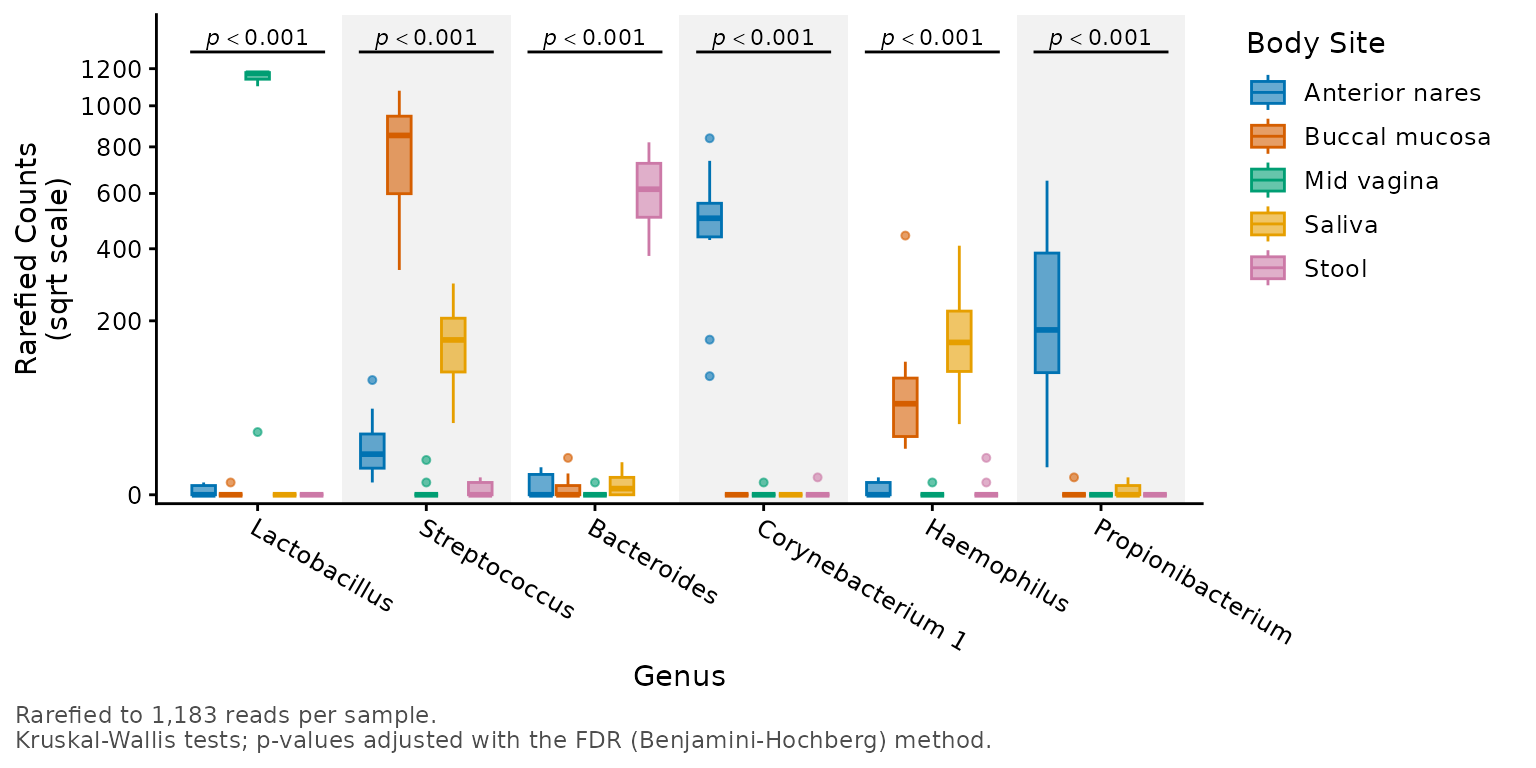 p < 0.001 p < 0.001 p < 0.001 p < 0.001 p < 0.001 p < 0.001
1200
1000
800
600
400
200
0
Rarefied Counts
(sqrt scale)
Lactobacillus
Streptococcus
Bacteroides
Corynebacterium 1
Haemophilus
Propionibacterium
Genus
Body Site
Anterior nares
Buccal mucosa
Mid vagina
Saliva
Stool
Rarefied to 1,183 reads per sample.
Kruskal-Wallis tests; p-values adjusted with the FDR (Benjamini-Hochberg) method.